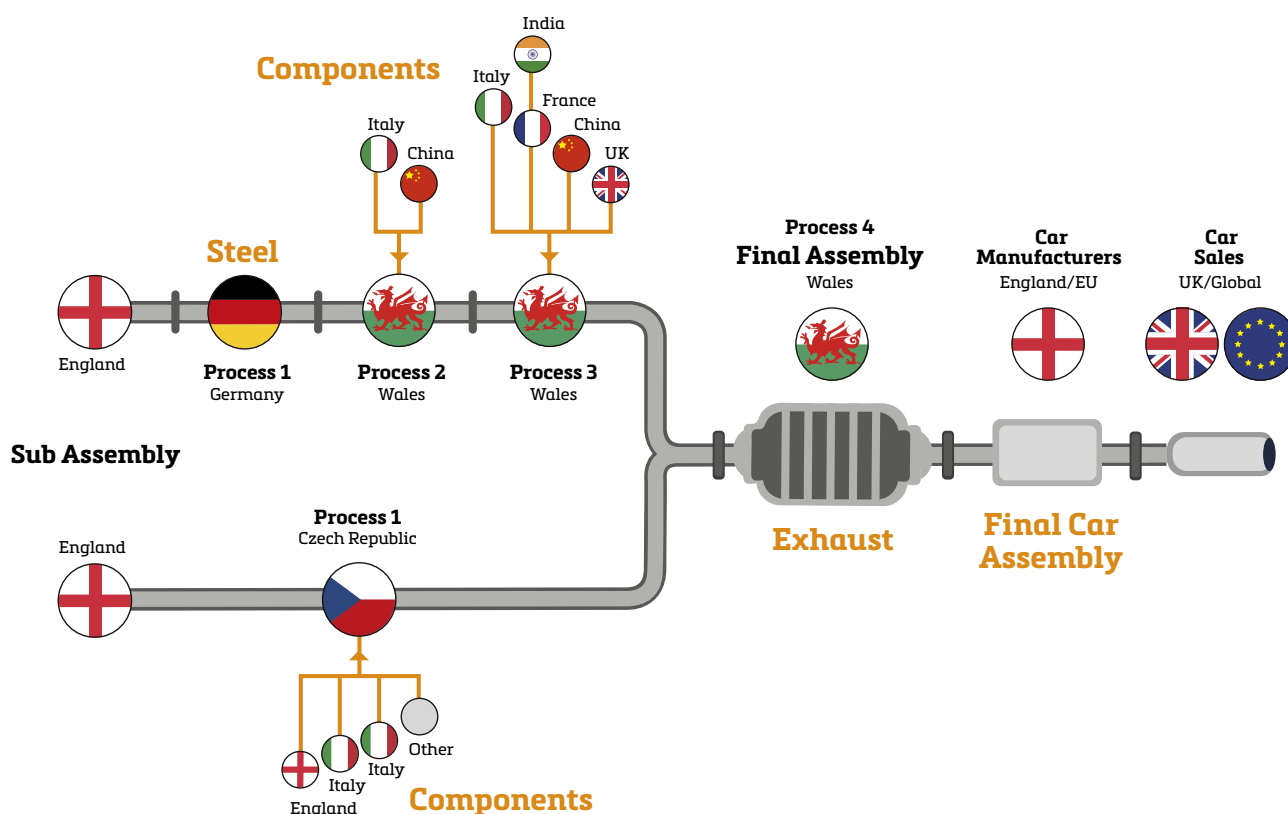 India
Components
Italy
France
Italy
China
China
UK
Steel
England
Process 1
Germany
Process 2
Wales
Process 3
Wales
Process 4
Final Assembly
Wales
Car
Manufacturers
England/EU
Car
Sales
UK/Global
Sub Assembly
England
Process 1
Czech Republic
Exhaust
Final Car
Assembly
England
Italy
Italy
Other
Components